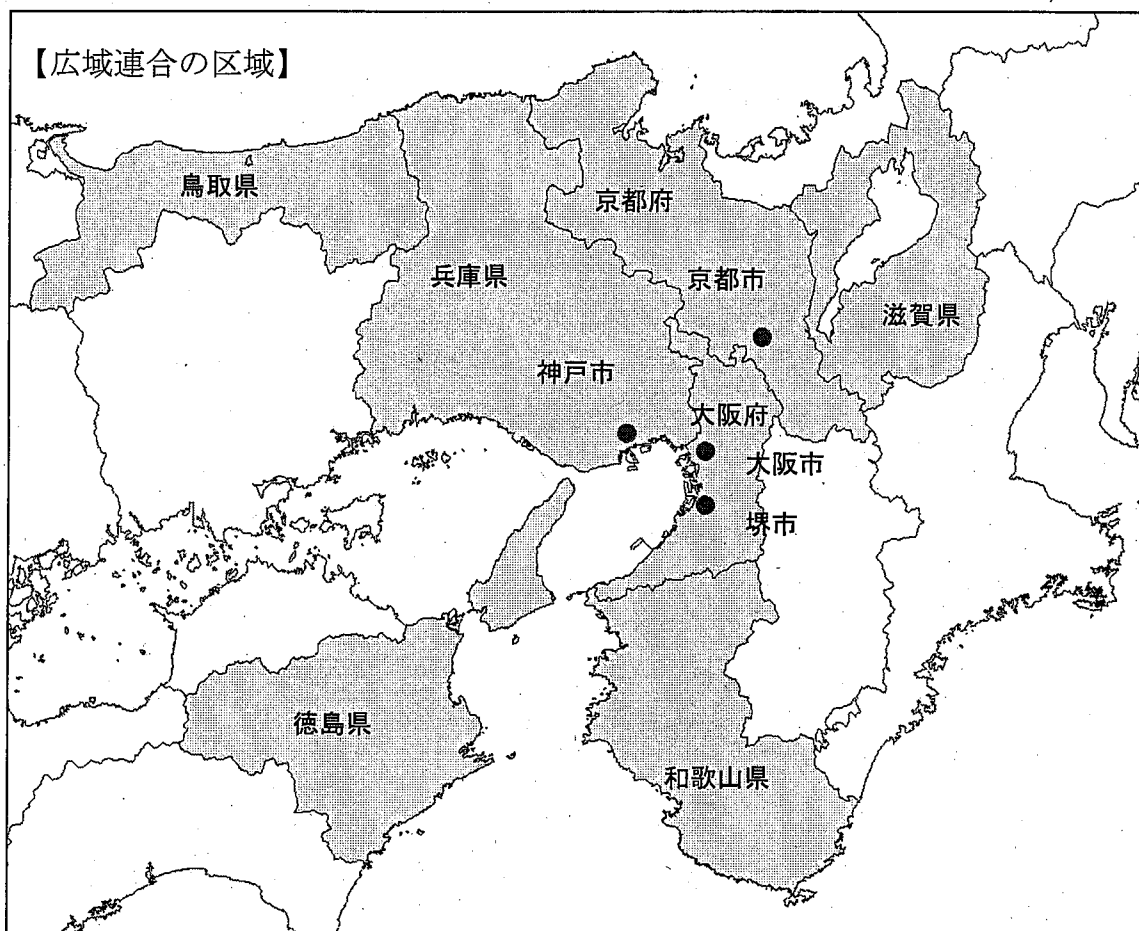 【広域連合の区域】
鳥取県
京都府
兵庫県
京都市
滋賀県
神戸市
大阪府
大阪市
堺市
徳島県
和歌山県